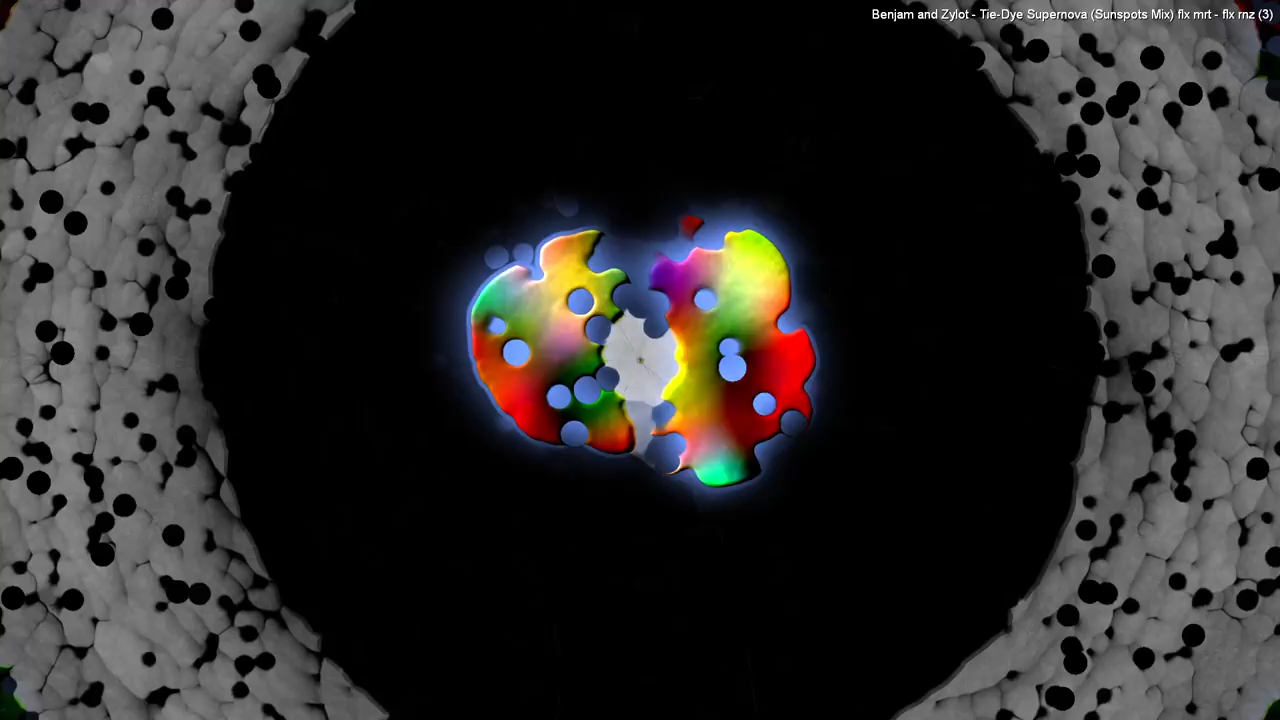 Benjam and Zylot - Tie-Dye Supernova (Sunspots Mix) flx mrt - flx rnz (3)